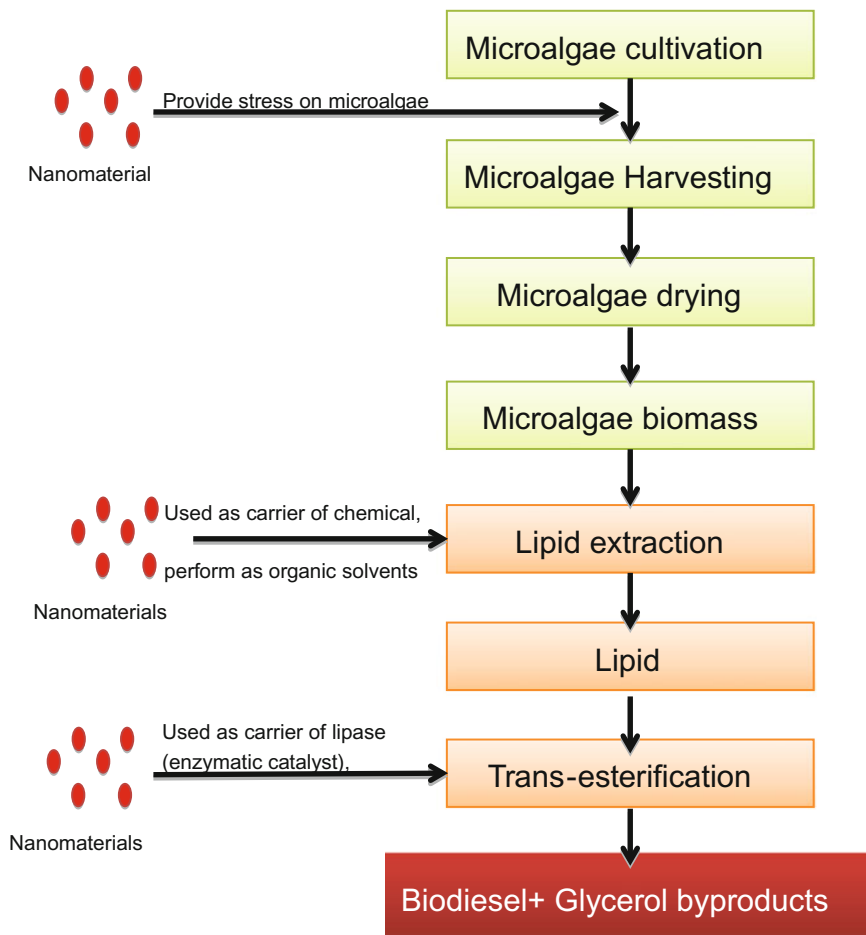 Microalgae cultivation
Provide stress on microalgae
Nanomaterial
Microalgae Harvesting
Microalgae drying
Microalgae biomass
Used as carrier of chemical,
perform as organic solvents
Nanomaterials
Lipid extraction
Lipid
Used as carrier of lipase
(enzymatic catalyst),
Nanomaterials
Trans-esterification
Biodiesel+ Glycerol byproducts